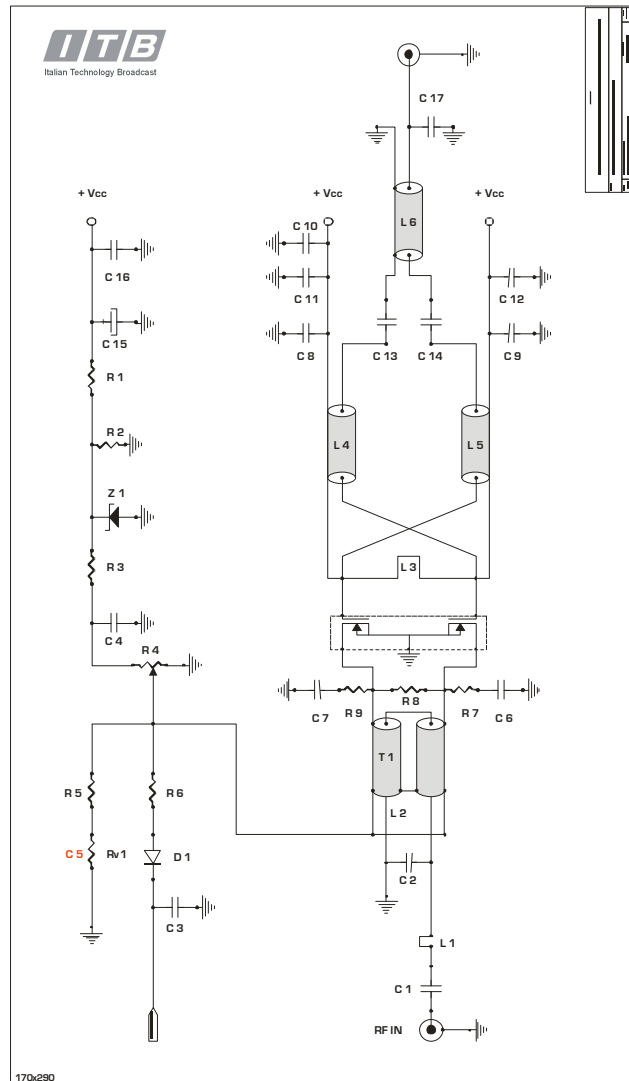 ITB
Italian Technology Broadcast
C 17
+ Vcc
+ Vcc
+ Vcc
L 6
C 10
C 16
C 11
C 12
C 15
C 8
C 13
C 14
C 9
R 1
R 2
L 4
L 5
Z 1
R 3
L 3
C 4
R 4
R 8
C 7
R 9
R 7
C 6
T 1
R 5
R 6
L 2
C 5
Rv1
D 1
C 2
C 3
L 1
C 1
RF IN
170x290